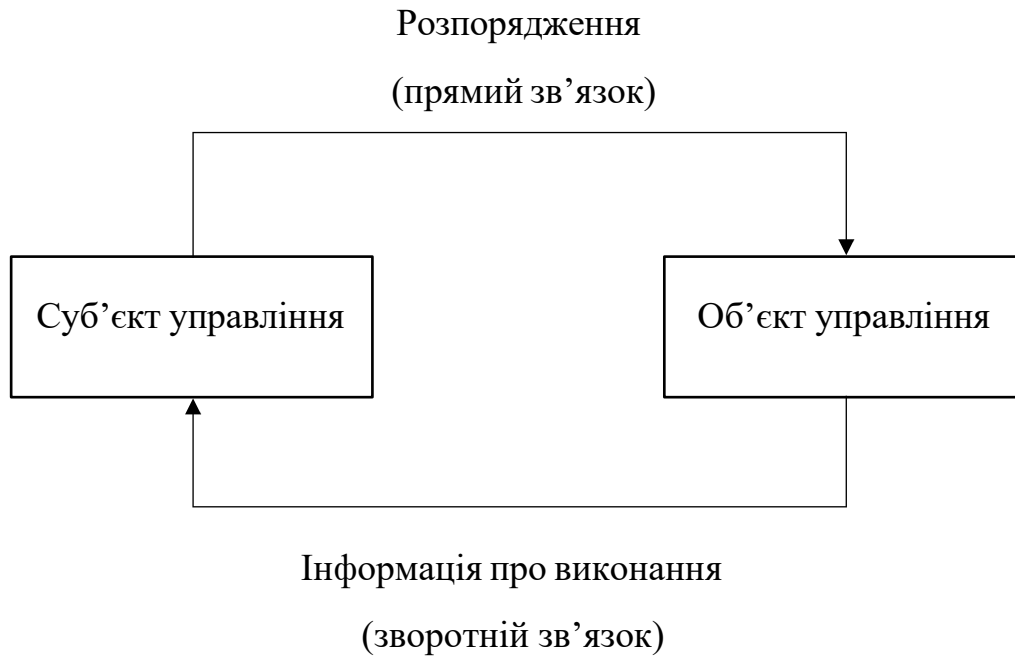 Розпорядження
(прямий зв’язок)
Суб’єкт управління
Об’єкт управління
Інформація про виконання
(зворотній зв’язок)